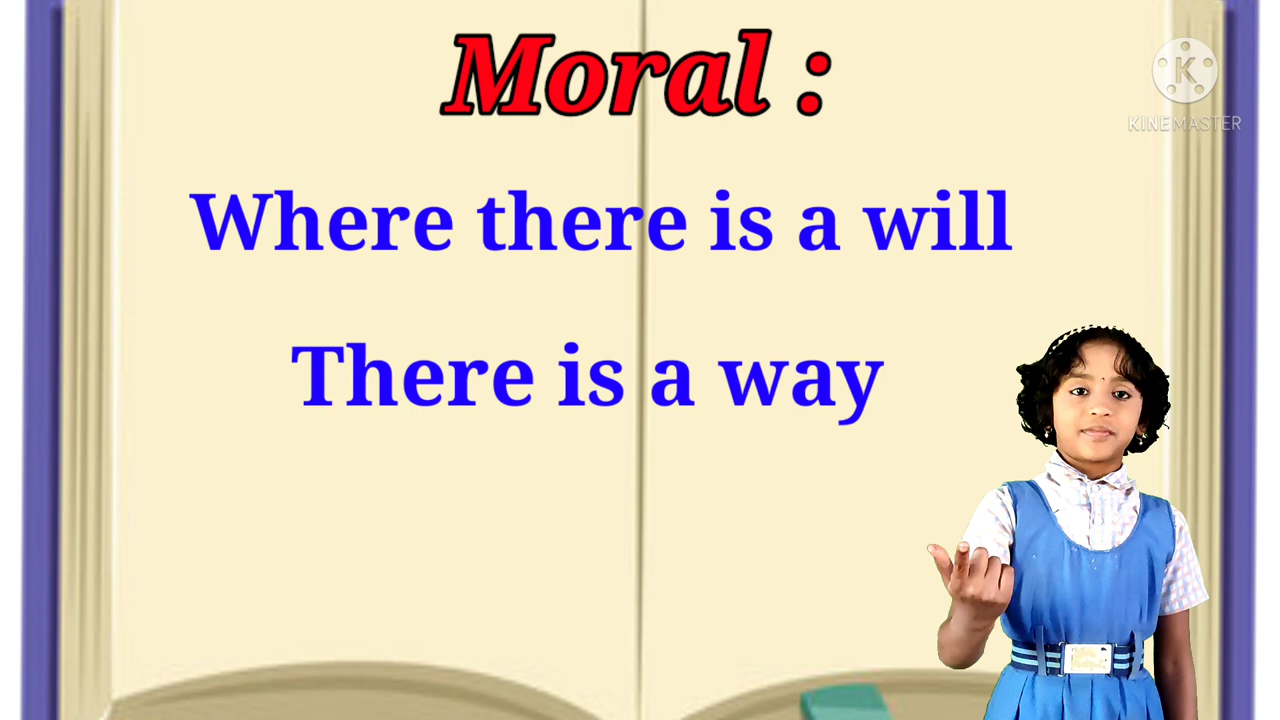 Moral :
K
KINEMASTER
Where there is a will
There is a way